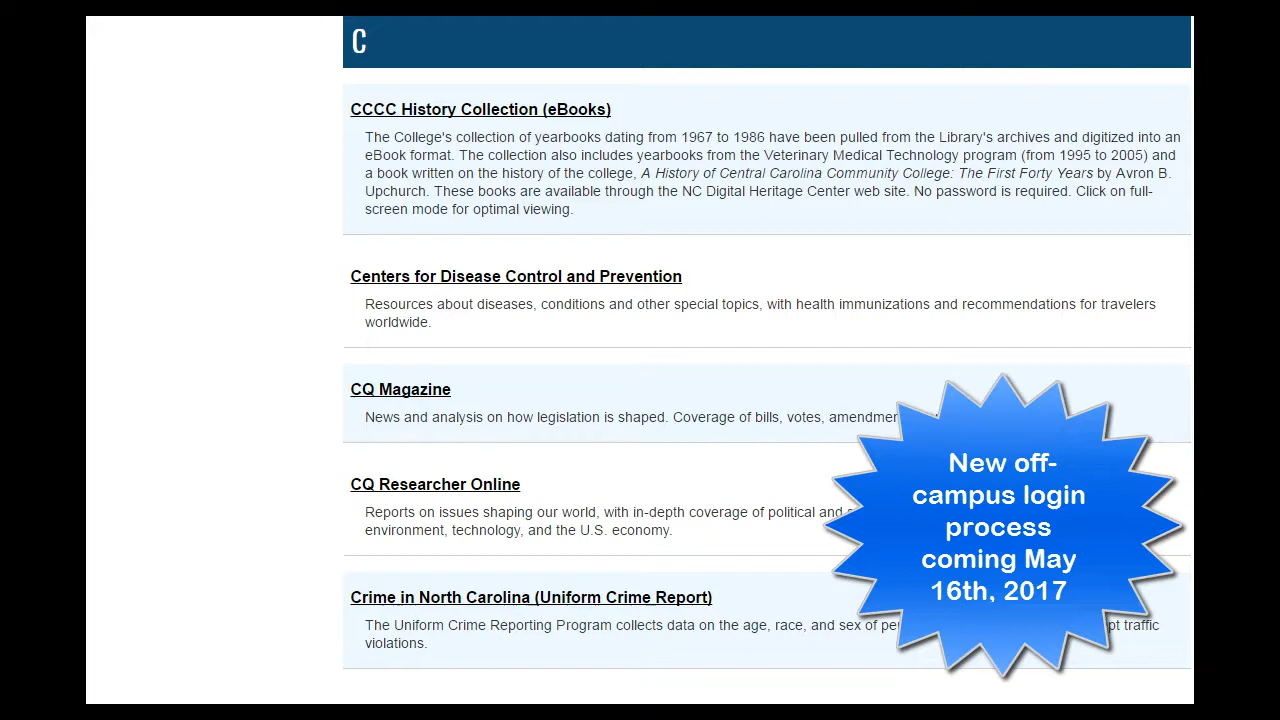 C
CCCC History Collection (eBooks)
The College's collection of yearbooks dating from 1967 to 1986 have been pulled from the Library's archives and digitized into an
eBook format. The collection also includes yearbooks from the Veterinary Medical Technology program (from 1995 to 2005) and
a book written on the history of the college, A History of Central Carolina Community College: The First Forty Years by Avron B.
Upchurch. These books are available through the NC Digital Heritage Center web site. No password is required. Click on full-
screen mode for optimal viewing.
Centers for Disease Control and Prevention
Resources about diseases, conditions and other special topics, with health immunizations and recommendations for travelers
worldwide.
CQ Magazine
News and analysis on how legislation is shaped. Coverage of bills, votes,
CQ Researcher Online
Reports on issues shaping our world, with in-depth coverage of political and
environment, technology, and the U.S. economy.
Crime in North Carolina (Uniform Crime Report)
The Uniform Crime Reporting Program collects data on the age, race, and sex of traffic
violations.
New off-
campus login
process
coming May
16th, 2017